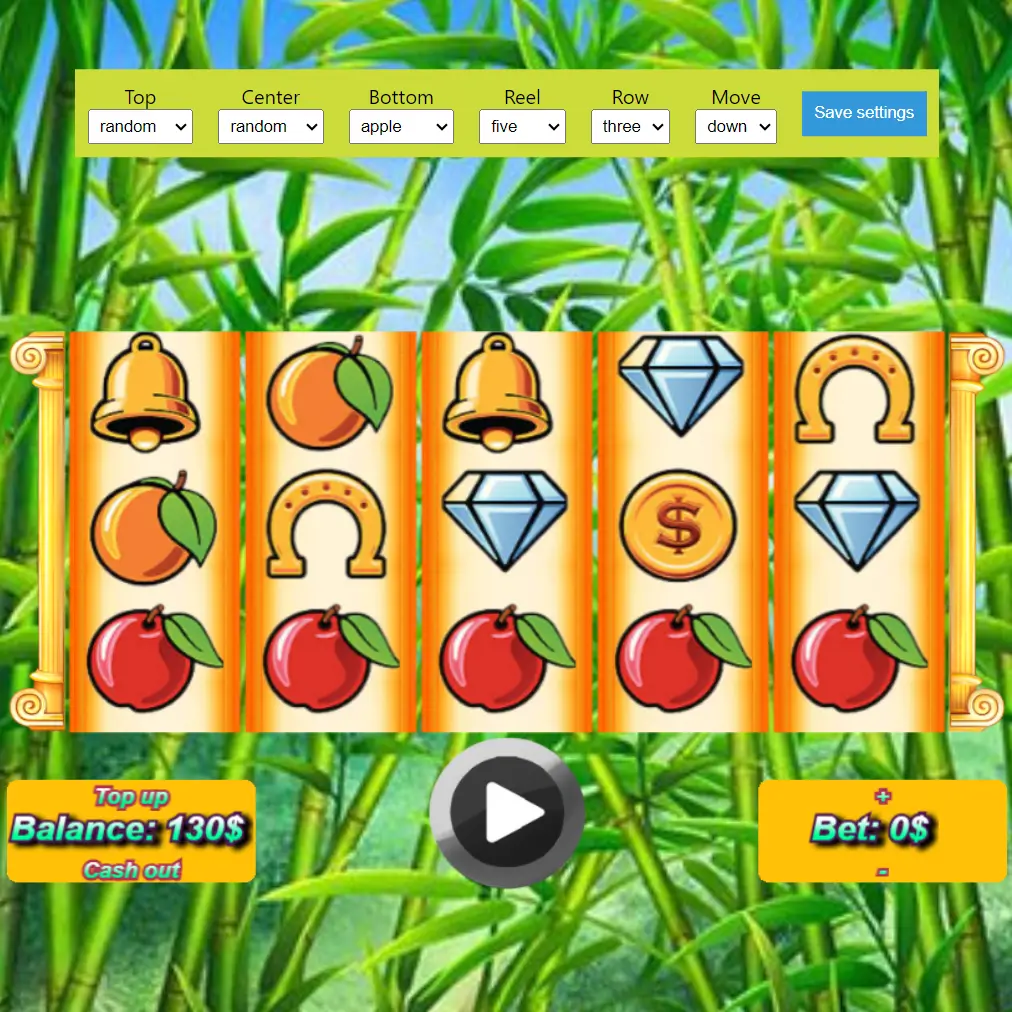 Top Center Bottom Reel Row Move
random random apple five three down Save settings
$
Top up
Balance: 130$
Cash out
+
Bet: 0$
-